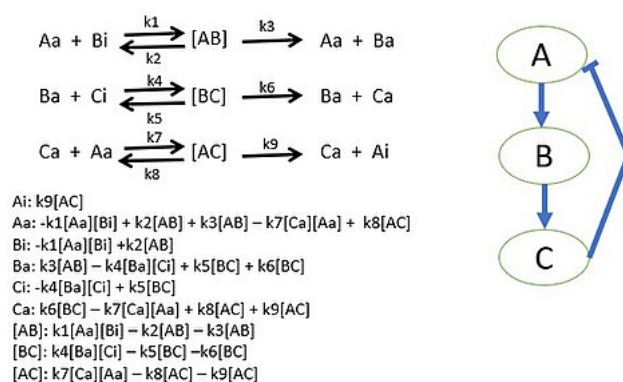 k1 k3
Aa + Bi [AB] Aa + Ba
k2
k4
Ba + Ci [BC] k6 Ba + Ca
k5
k7
Ca + Aa [AC] k9 Ca + Ai
k8
Ai: k9[AC]
Aa: -k1[Aa][Bi] + k2[AB] + k3[AB] – k7[Ca][Aa] + k8[AC]
Bi: -k1[Aa][Bi] +k2[AB]
Ba: k3[AB] – k4[Ba][Ci] + k5[BC] + k6[BC]
Ci: -k4[Ba][Ci] + k5[BC]
Ca: k6[BC] – k7[Ca][Aa] + k8[AC] + k9[AC]
[AB]: k1[Aa][Bi] – k2[AB] – k3[AB]
[BC]: k4[Ba][Ci] – k5[BC] –k6[BC]
[AC]: k7[Ca][Aa] – k8[AC] – k9[AC]
A
B
C